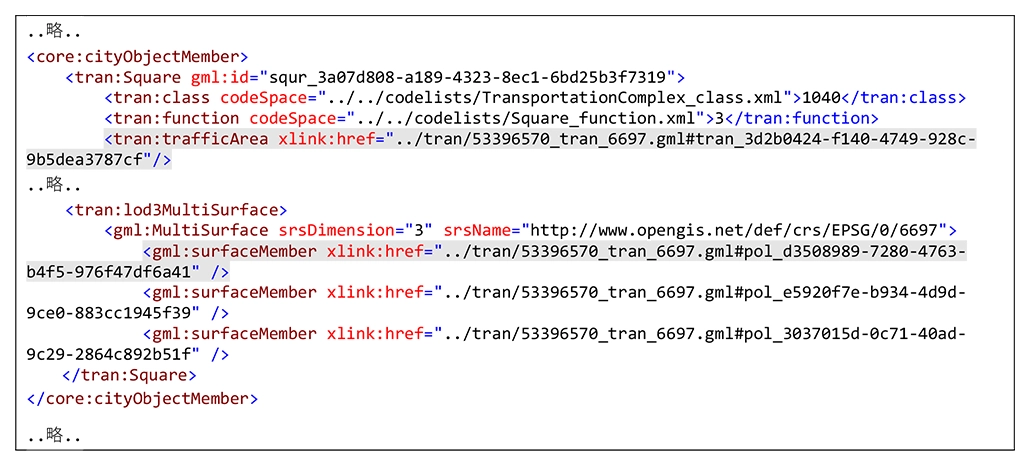 ..略..
<core:cityObjectMember>
<tran:Square gml:id="squr_3a07d808-a189-4323-8ec1-6bd25b3f7319">
<tran:class codeSpace="../../codelists/TransportationComplex_class.xml">1040</tran:class>
<tran:function codeSpace="../../codelists/Square_function.xml">3</tran:function>
<tran:trafficArea xlink:href="../tran/53396570_tran_6697.gml#tran_3d2b0424-f140-4749-928c-
9b5dea3787cf"/>
..略..
<tran:lod3MultiSurface>
<gml:MultiSurface srsDimension="3" srsName="http://www.opengis.net/def/crs/EPSG/0/6697">
<gml:surfaceMember xlink:href="../tran/53396570_tran_6697.gml#pol_d3508989-7280-4763-
b4f5-976f47df6a41" />
<gml:surfaceMember xlink:href="../tran/53396570_tran_6697.gml#pol_e5920f7e-b934-4d9d-
9ce0-883cc1945f39" />
<gml:surfaceMember xlink:href="../tran/53396570_tran_6697.gml#pol_3037015d-0c71-40ad-
9c29-2864c892b51f" />
</tran:Square>
</core:cityObjectMember>
..略..